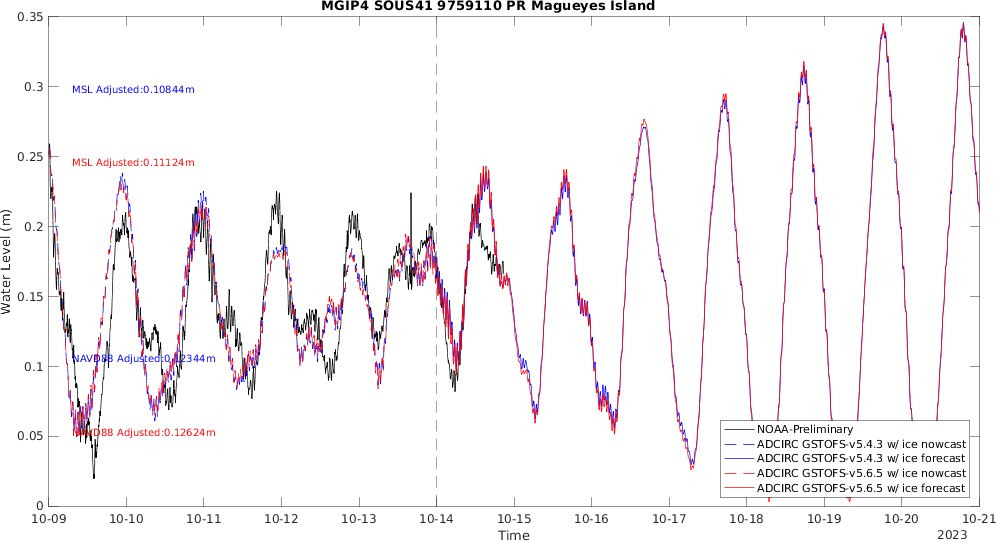 MGIP4 SOUS41 9759110 PR Magueyes Island
0.35
0.3
0.25
0.2
0.15
0.1
0.05
0
Water Level (m)
MSL Adjusted:0.10844m
MSL Adjusted:0.11124m
NAVD88 Adjusted:0.12344m
NAVD88 Adjusted:0.12624m
NOAA-Preliminary
ADCIRC GSTOFS-v5.4.3 w/ ice nowcast
ADCIRC GSTOFS-v5.4.3 w/ ice forecast
ADCIRC GSTOFS-v5.6.5 w/ ice nowcast
ADCIRC GSTOFS-v5.6.5 w/ ice forecast
10-09 10-10 10-11 10-12 10-13 10-14 10-15 10-16 10-17 10-18 10-19 10-20 10-21
Time
2023